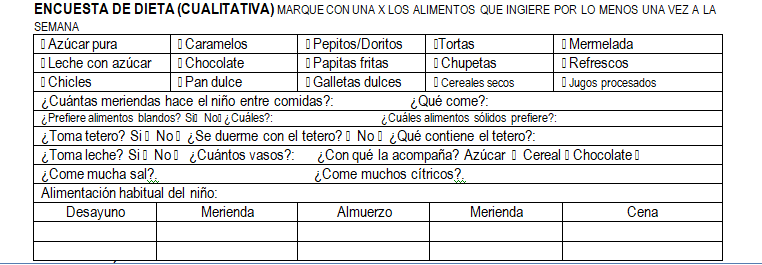 ENCUESTA DE DIETA (CUALITATIVA) MARQUE CON UNA X LOS ALIMENTOS QUE INGIERE POR LO MENOS UNA VEZ A LA
SEMANA
▯ Azúcar pura ▯ Caramelos ▯ Pepitos/Doritos ▯Tortas ▯ Mermelada
▯ Leche con azúcar ▯ Chocolate ▯ Papitas fritas ▯ Chupetas ▯ Refrescos
▯ Chicles ▯ Pan dulce ▯ Galletas dulces ▯ Cereales secos ▯ Jugos procesados
¿Cuántas meriendas hace el niño entre comidas?: ¿Qué come?:
¿Prefiere alimentos blandos? Si▯ No▯ ¿Cuáles?: ¿Cuáles alimentos sólidos prefiere?:
¿Toma tetero? Si ▯ No ▯ ¿Se duerme con el tetero? ▯ No ▯ ¿Qué contiene el tetero?:
¿Toma leche? Si ▯ No ▯ ¿Cuántos vasos?: ¿Con qué la acompaña? Azúcar ▯ Cereal ▯ Chocolate ▯
¿Come mucha sal?. ¿Come muchos cítricos?.
Alimentación habitual del niño:
Desayuno Merienda Almuerzo Merienda Cena